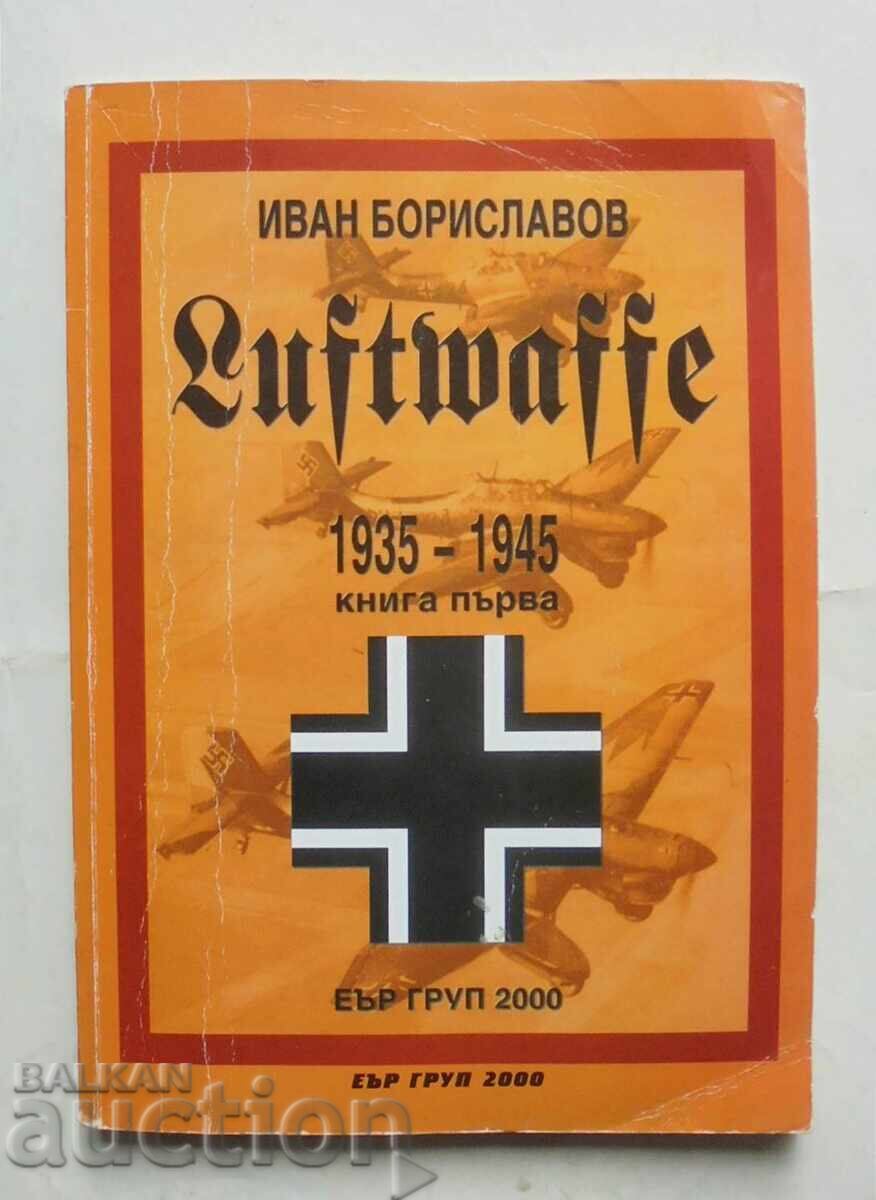 ИВАН БОРИСЛАВОВ
Luftwaffe
1935 - 1945
книга първа
ЕЪР ГРУП 2000
ЕЪР ГРУП 2000
BALKAN
auction